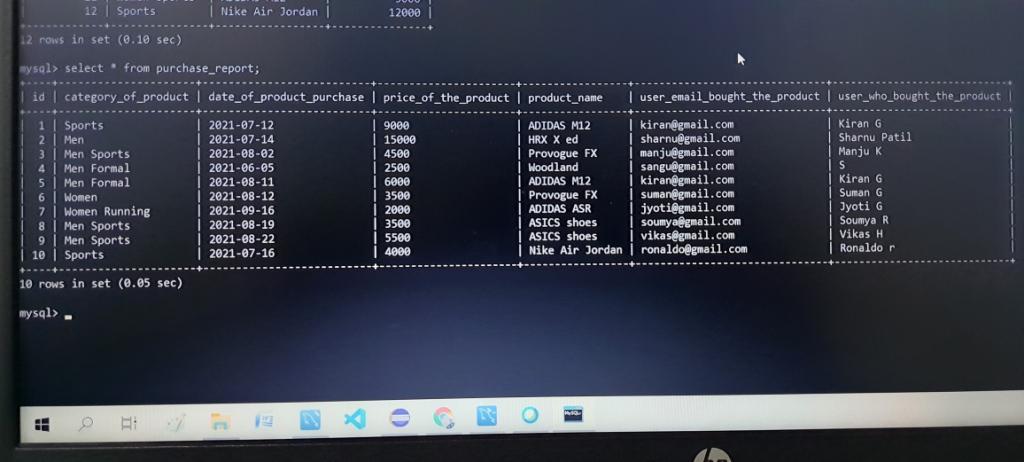 12 | Sports | Nike Air Jordan | 12000 |
12 rows in set (0.10 sec)
mysql> select * from purchase_report;
| id | category_of_product | date_of_product_purchase | price_of_the_product | product_name | user_email_bought_the_product | user_who_bought_the_product |
| 1 | Sports | 2021-07-12 | 9000 | ADIDAS M12 | kiran@gmail.com | Kiran G
| 2 | Men | 2021-07-14 | 15000 | HRX X ed | sharnu@gmail.com | Sharnu Patil
| 3 | Men Sports | 2021-08-02 | 4500 | Provogue FX | manju@gmail.com | Manju K
| 4 | Men Formal | 2021-06-05 | 2500 | Woodland | sangu@gmail.com | S
| 5 | Men Formal | 2021-08-11 | 6000 | ADIDAS M12 | kiran@gmail.com | Kiran G
| 6 | Women | 2021-08-12 | 3500 | Provogue FX | suman@gmail.com | Suman G
| 7 | Women Running | 2021-09-16 | 2000 | ADIDAS ASR | jyoti@gmail.com | Jyoti G
| 8 | Men Sports | 2021-08-19 | 3500 | ASICS shoes | soumya@gmail.com | Soumya R
| 9 | Men Sports | 2021-08-22 | 5500 | ASICS shoes | vikas@gmail.com | Vikas H
| 10 | Sports | 2021-07-16 | 4000 | Nike Air Jordan | ronaldo@gmail.com | Ronaldo r
10 rows in set (0.05 sec)
mysql>
MySQL
hp